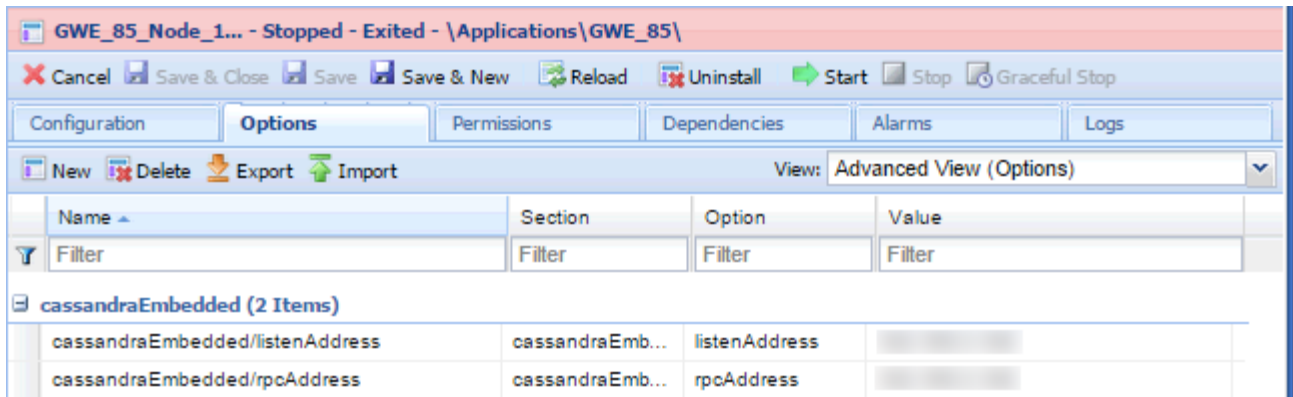 GWE_85_Node_1... - Stopped - Exited - \Applications\GWE_85\
Cancel Save & Close Save Save & New Reload Uninstall Start Stop Graceful Stop
Configuration Options Permissions Dependencies Alarms Logs
New Delete Export Import View: Advanced View (Options)
Name Section Option Value
Filter Filter Filter Filter
cassandraEmbedded (2 Items)
cassandraEmbedded/listenAddress cassandraEmb... listenAddress
cassandraEmbedded/rpcAddress cassandraEmb... rpcAddress